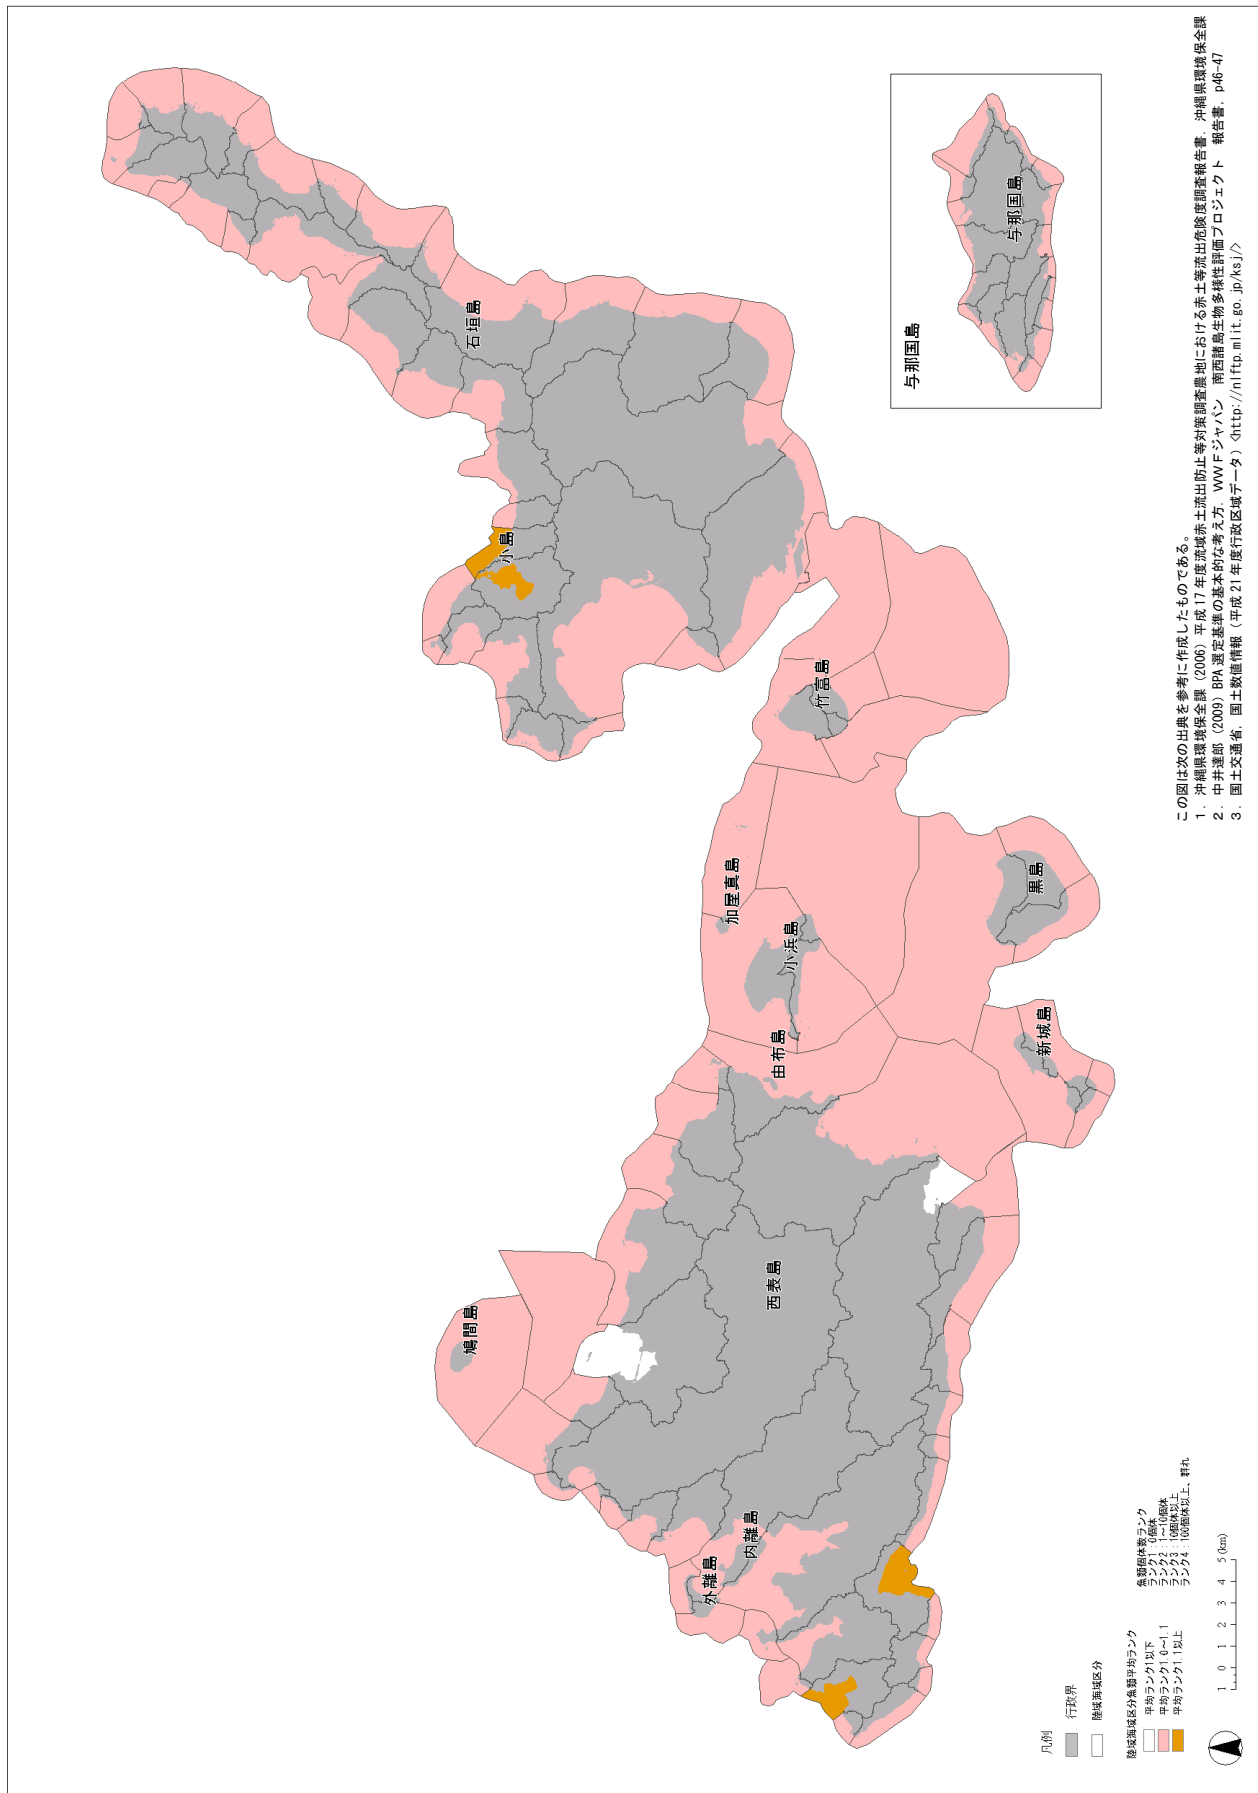 与那国島
与那国島
石垣島
小島
竹富島
加屋真島
小浜島
黒島
由布島
新城島
西表島
鳩間島
内離島
外離島
この図は次の出典を参考に作成したものである。
1. 沖縄県環境保全課 (2006) 平成17年度流域赤土流出防止等対策調査農地における赤土等流出危険度調査報告書. 沖縄県環境保全課
2. 中井達郎 (2009) BPA 選定基準の基本的な考え方. WWFジャパン 南西諸島生物多様性評価プロジェクト 報告書, p46-47
3. 国土交通省, 国土数値情報 (平成21年度行政区域データ) <http://nlftp.mlit.go.jp/ksj/>
凡例
行政界
陸域海域区分
陸域海域区分魚類平均ランク
平均ランク1以下
平均ランク1.0~1.1
平均ランク1.1以上
魚類個体数ランク
ランク1:0個体
ランク2:1~10個体
ランク3:10個体以上
ランク4:100個体以上、群れ
1 0 1 2 3 4 5 (km)